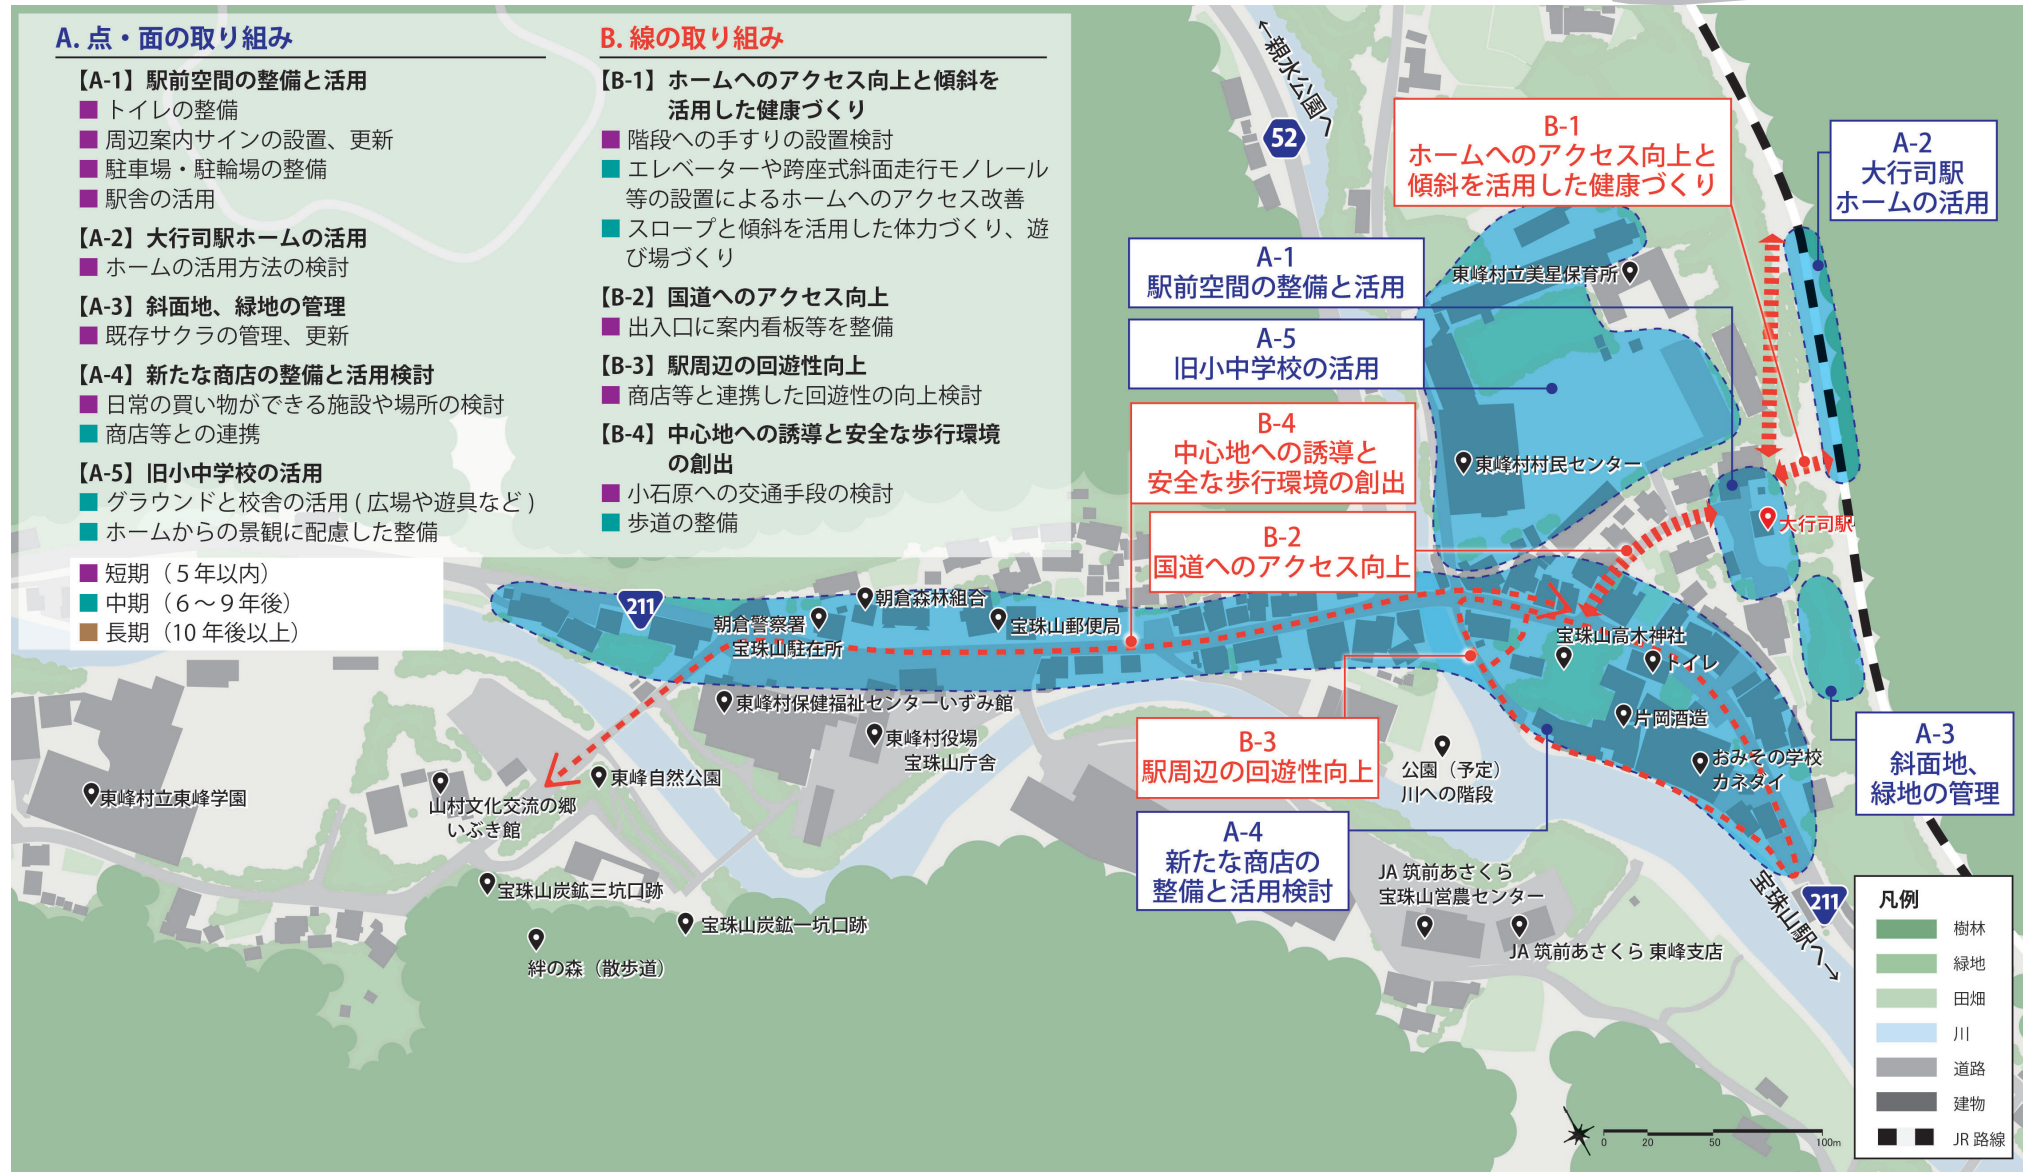 A. 点・面の取り組み
【A-1】駅前空間の整備と活用
トイレの整備
周辺案内サインの設置、更新
駐車場・駐輪場の整備
駅舎の活用
【A-2】大行司駅ホームの活用
ホームの活用方法の検討
【A-3】斜面地、緑地の管理
既存サクラの管理、更新
【A-4】新たな商店の整備と活用検討
日常の買い物ができる施設や場所の検討
商店等との連携
【A-5】旧小中学校の活用
グラウンドと校舎の活用(広場や遊具など)
ホームからの景観に配慮した整備
短期（５年以内）
中期（６～９年後）
長期（10 年後以上）
B. 線の取り組み
【B-1】ホームへのアクセス向上と傾斜を
活用した健康づくり
階段への手すりの設置検討
エレベーターや跨座式斜面走行モノレール
等の設置によるホームへのアクセス改善
スロープと傾斜を活用した体力づくり、遊
び場づくり
【B-2】国道へのアクセス向上
出入口に案内看板等を整備
【B-3】駅周辺の回遊性向上
商店等と連携した回遊性の向上検討
【B-4】中心地への誘導と安全な歩行環境
の創出
小石原への交通手段の検討
歩道の整備
←親水公園へ
52
B-1
ホームへのアクセス向上と
傾斜を活用した健康づくり
A-2
大行司駅
ホームの活用
A-1
駅前空間の整備と活用
東峰村立美星保育所
A-5
旧小中学校の活用
B-4
中心地への誘導と
安全な歩行環境の創出
東峰村村民センター
大行司駅
B-2
国道へのアクセス向上
211
朝倉森林組合
朝倉警察署
宝珠山駐在所
宝珠山郵便局
宝珠山高木神社
トイレ
東峰村保健福祉センターいずみ館
片岡酒造
東峰村役場
宝珠山庁舎
B-3
駅周辺の回遊性向上
公園（予定）
川への階段
おみその学校
カネダイ
A-3
斜面地、
緑地の管理
東峰村立東峰学園
山村文化交流の郷
いぶき館
東峰自然公園
A-4
新たな商店の
整備と活用検討
JA 筑前あさくら
宝珠山営農センター
宝珠山炭鉱三坑口跡
宝珠山炭鉱一坑口跡
絆の森（散歩道）
JA 筑前あさくら 東峰支店
宝珠山駅へ→
211
凡例
樹林
緑地
田畑
川
道路
建物
JR 路線
0 20 50 100m